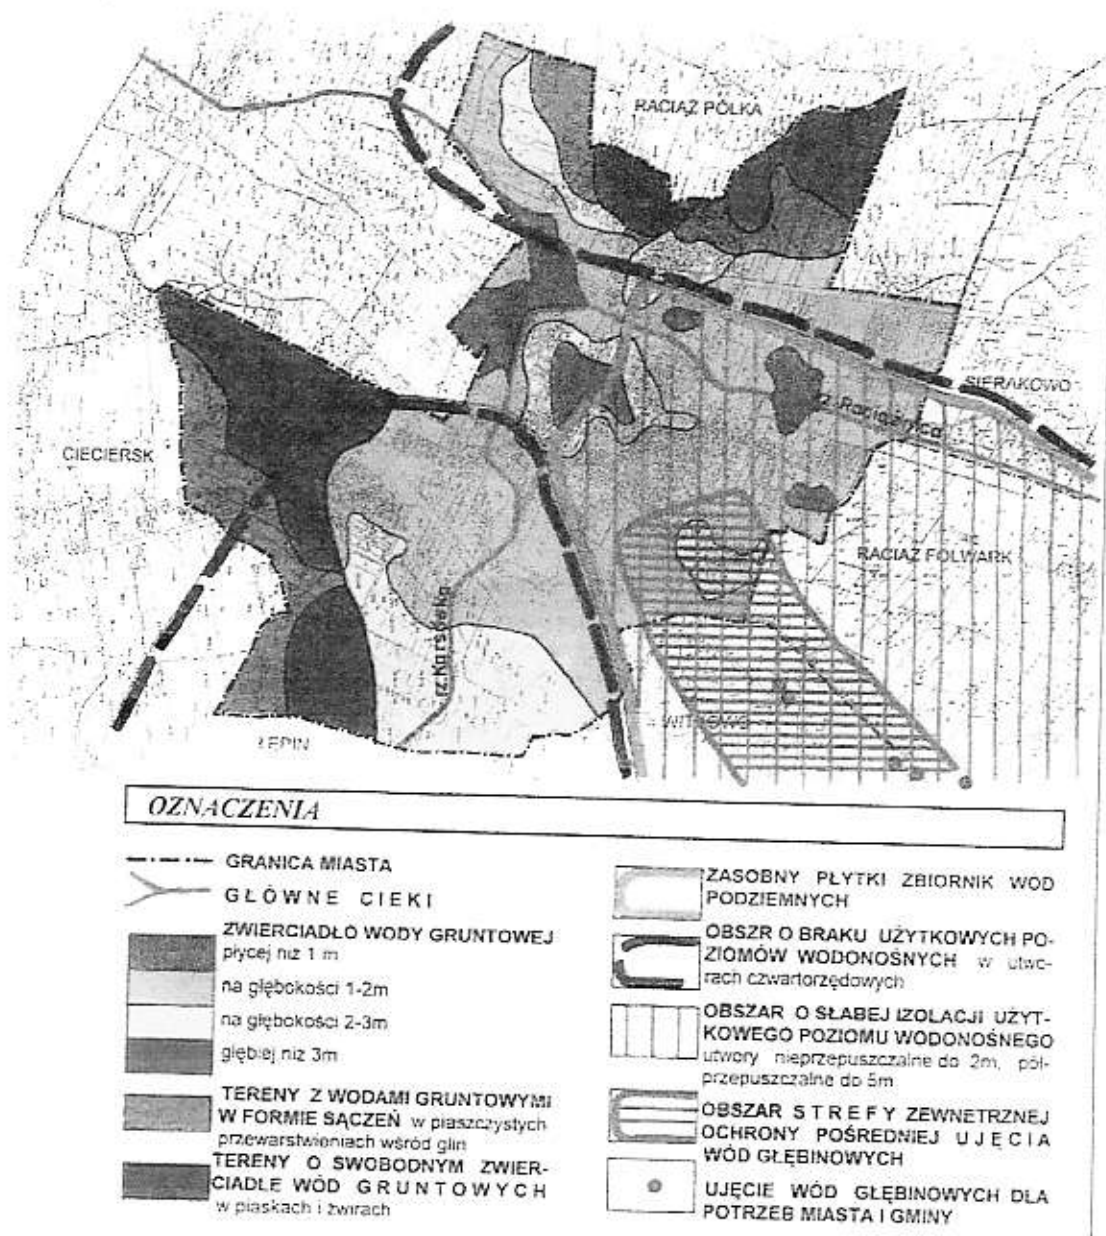 RACIĄŻ PÓLKA
SIERAKOWO
rz. Raciążnica
CIECIERSK
RACIĄŻ FOLWARK
rz. Karsówka
ŁEPIN
OZNACZENIA
GRANICA MIASTA
GŁÓWNE CIEKI
ZWIERCIADŁO WODY GRUNTOWEJ
płycej niż 1 m
na głębokości 1-2m
na głębokości 2-3m
głębiej niż 3m
TERENY Z WODAMI GRUNTOWYMI
W FORMIE SĄCZEŃ w piaszczystych
przewarstwieniach wśród glin
TERENY O SWOBODNYM ZWIER-
CIADLE WÓD GRUNTOWYCH
w piaskach i żwirach
ZASOBNY PŁYTKI ZBIORNIK WOD
PODZIEMNYCH
OBSZR O BRAKU UŻYTKOWYCH PO-
ZIOMÓW WODONOŚNYCH w utwo-
rach czwartorzędowych
OBSZAR O SŁABEJ IZOLACJI UŻYT-
KOWEGO POZIOMU WODONOŚNEGO
utwory nieprzepuszczalne do 2m, pół-
przepuszczalne do 5m
OBSZAR STREFY ZEWNETRZNEJ
OCHRONY POŚREDNIEJ UJĘCIA
WÓD GŁĘBINOWYCH
UJĘCIE WÓD GŁĘBINOWYCH DLA
POTRZEB MIASTA I GMINY